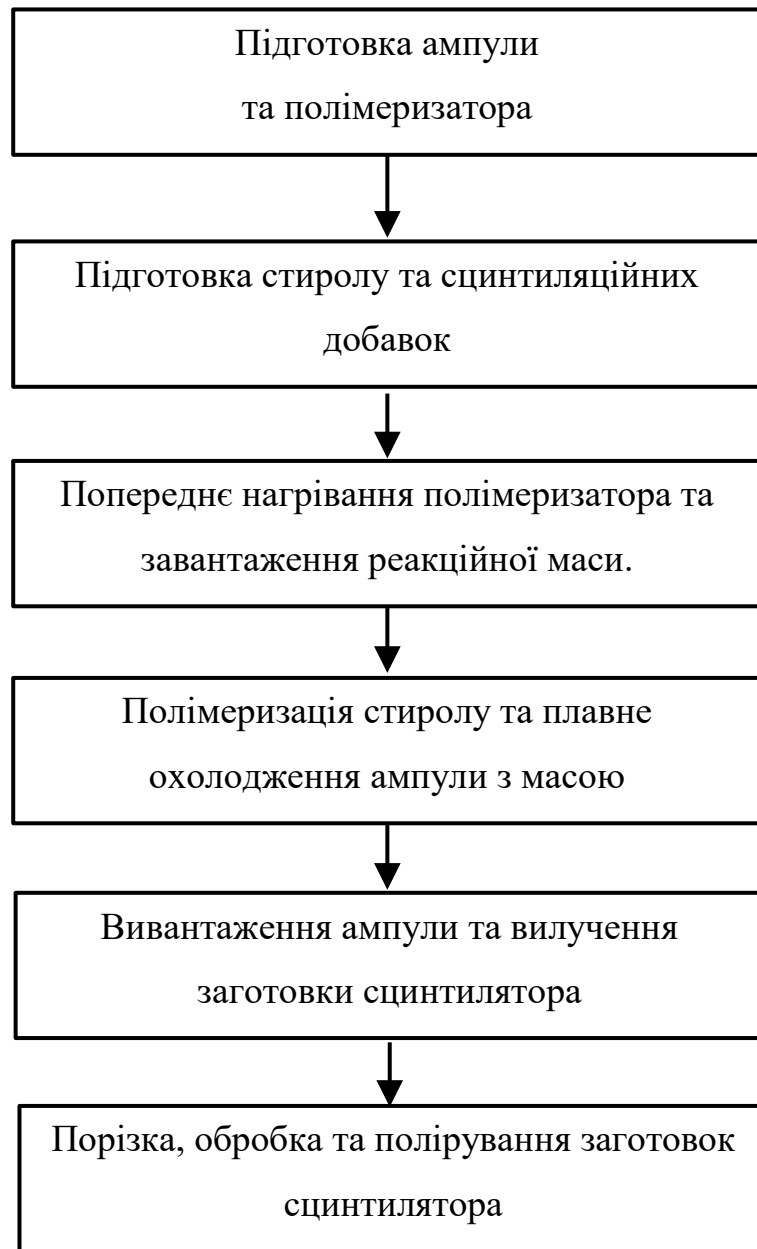 Підготовка ампули
та полімеризатора
Підготовка стиролу та сцинтиляційних
добавок
Попереднє нагрівання полімеризатора та
завантаження реакційної маси.
Полімеризація стиролу та плавне
охолодження ампули з масою
Вивантаження ампули та вилучення
заготовки сцинтилятора
Порізка, обробка та полірування заготовок
сцинтилятора